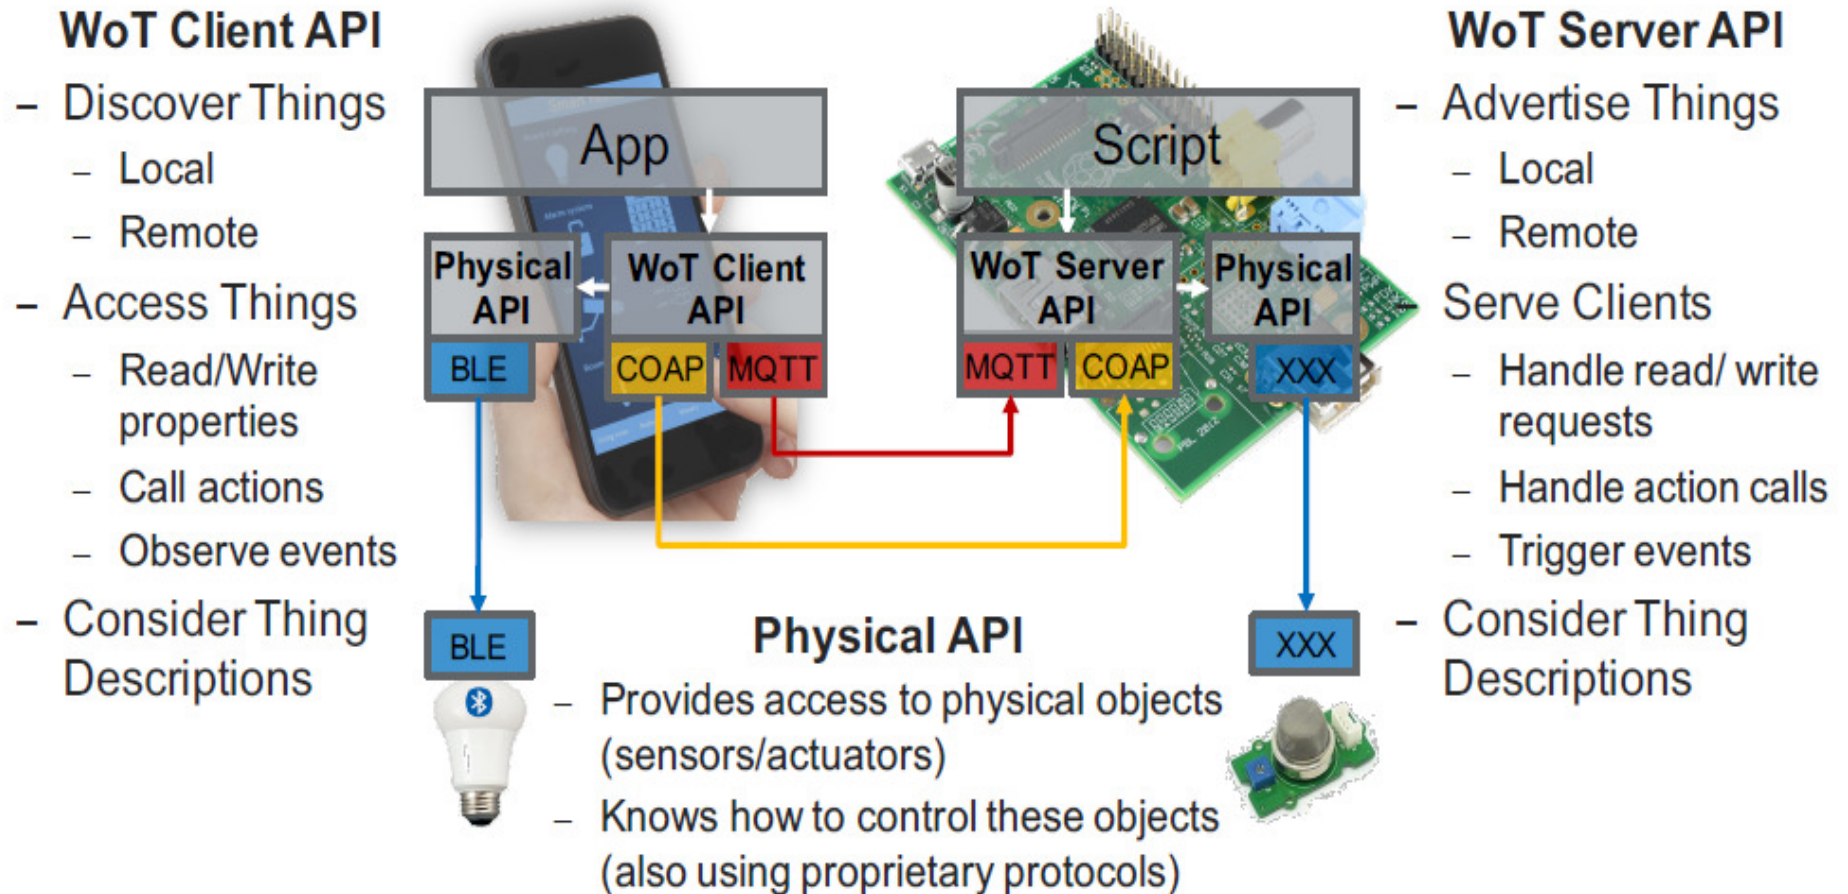 WoT Client API
– Discover Things
– Local
– Remote
– Access Things
– Read/Write
properties
– Call actions
– Observe events
– Consider Thing
Descriptions
App
Physical
API
WoT Client
API
BLE
COAP
MQTT
BLE
Script
WoT Server
API
Physical
API
MQTT
COAP
XXX
XXX
Physical API
– Provides access to physical objects
(sensors/actuators)
– Knows how to control these objects
(also using proprietary protocols)
WoT Server API
– Advertise Things
– Local
– Remote
Serve Clients
– Handle read/ write
requests
– Handle action calls
– Trigger events
– Consider Thing
Descriptions